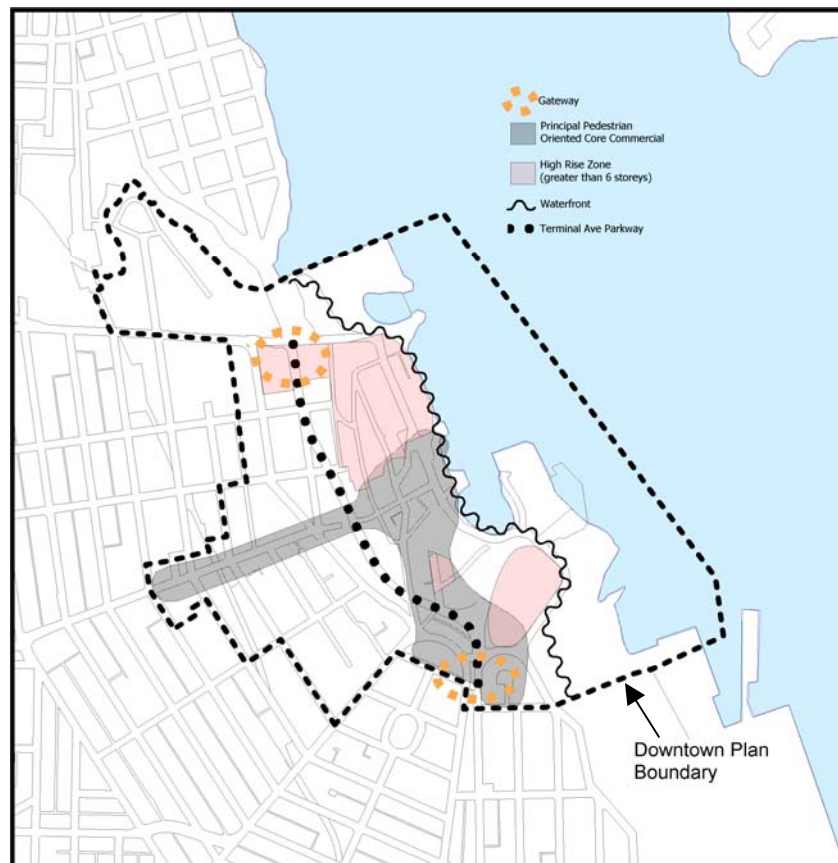 Gateway
Principal Pedestrian
Oriented Core Commercial
High Rise Zone
(greater than 6 storeys)
Waterfront
Terminal Ave Parkway
Downtown Plan
Boundary